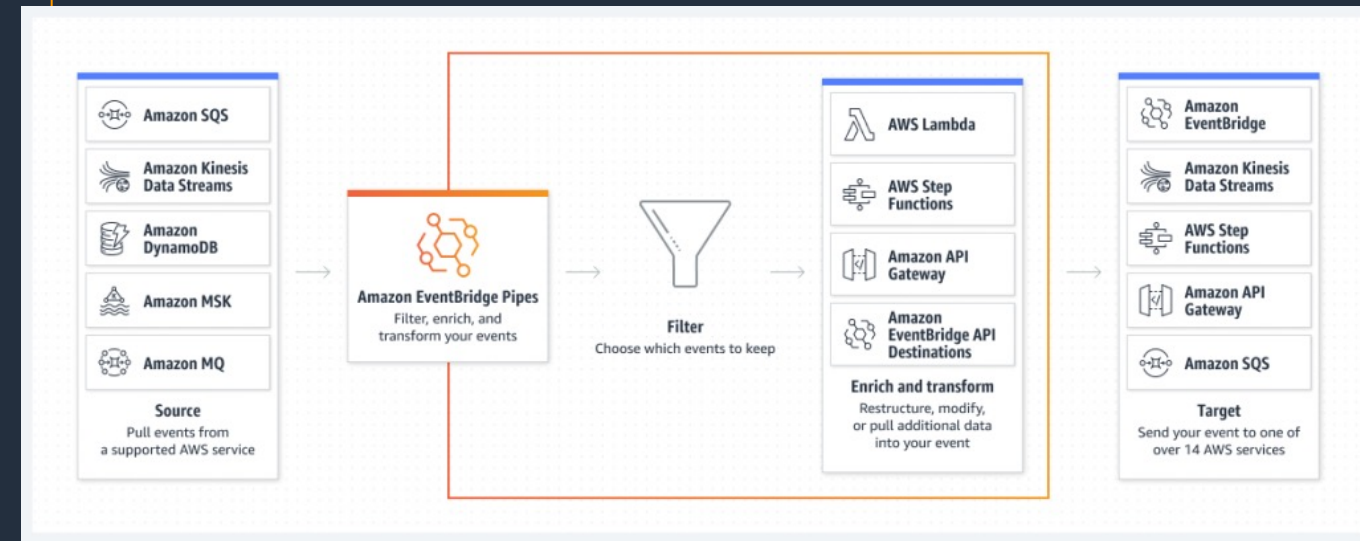 Amazon SQS
Amazon Kinesis
Data Streams
Amazon
DynamoDB
Amazon MSK
Amazon MQ
Source
Pull events from
a supported AWS service
Amazon EventBridge Pipes
Filter, enrich, and
transform your events
Filter
Choose which events to keep
AWS Lambda
AWS Step
Functions
Amazon API
Gateway
Amazon
EventBridge API
Destinations
Enrich and transform
Restructure, modify,
or pull additional data
into your event
Amazon
EventBridge
Amazon Kinesis
Data Streams
AWS Step
Functions
Amazon API
Gateway
Amazon SQS
Target
Send your event to one of
over 14 AWS services